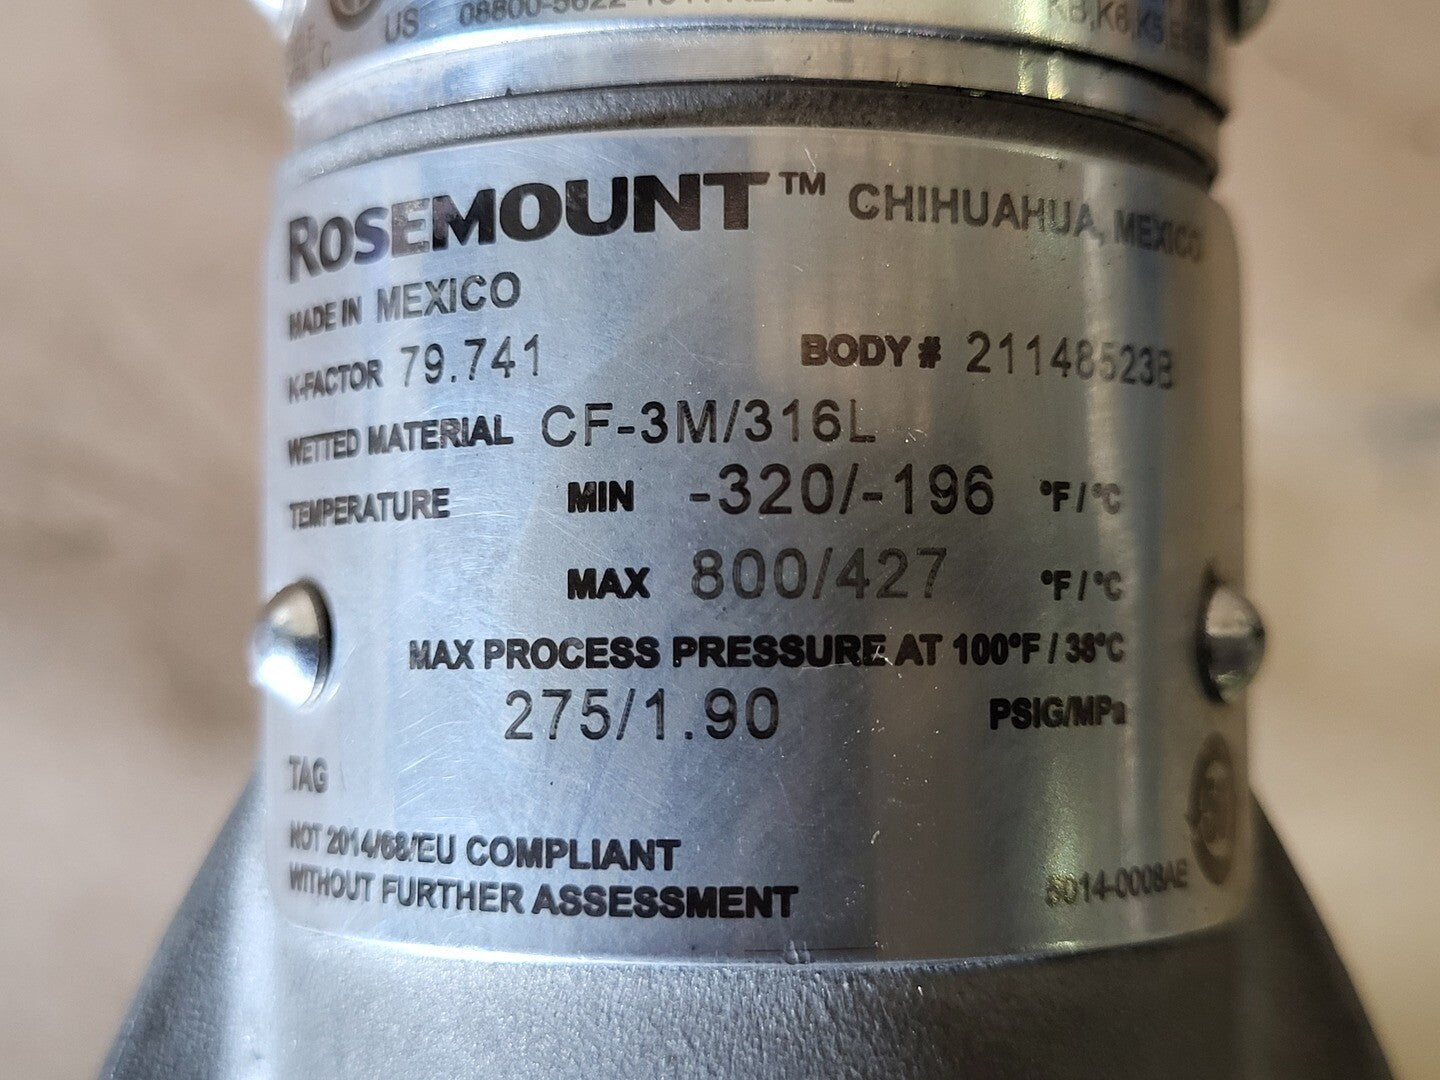 US
ROSEMOUNT™ CHIHUAHUA, MEXICO
MADE IN MEXICO
K-FACTOR 79.741 BODY # 21148523B
WETTED MATERIAL CF-3M/316L
TEMPERATURE MIN -320/-196 °F / °C
MAX 800/427 °F / °C
MAX PROCESS PRESSURE AT 100°F / 38°C
275/1.90 PSIG/MPa
TAG
NOT 2014/68/EU COMPLIANT
WITHOUT FURTHER ASSESSMENT